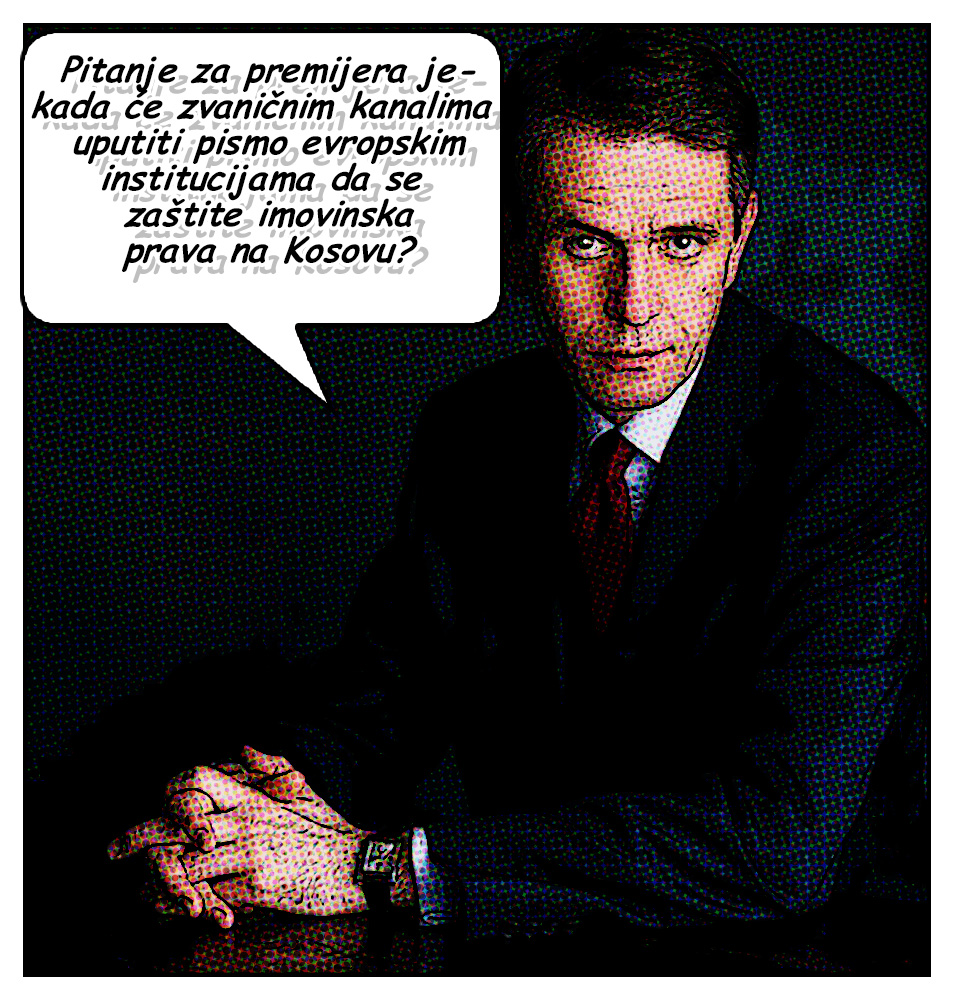 Pitanje za premijera je-
kada će zvaničnim kanalima
uputiti pismo evropskim
institucijama da se
zaštite imovinska
prava na Kosovu?